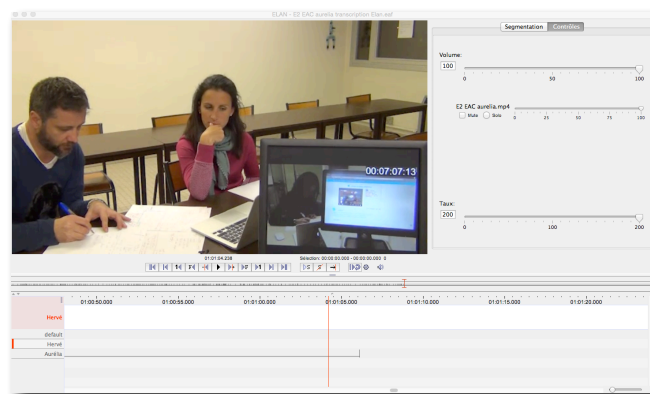 ELAN - E2 EAC aurelia transcription Elan.eaf
Segmentation Contrôles
Volume:
100
0 50 100
E2 EAC aurelia.mp4
Mute Solo
0 25 50 75 100
00:07:07:13
Taux:
200
0 100 200
01:01:04.238 Sélection: 00:00:00.000 - 00:00:00.000 0
01:00:50.000 01:00:55.000 01:01:00.000 01:01:05.000 01:01:10.000 01:01:15.000 01:01:20.000
Hervé
default
Hervé
Aurélia